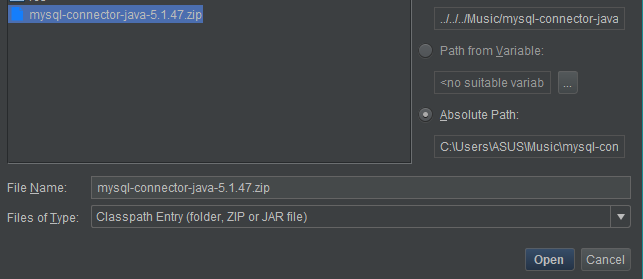 mysql-connector-java-5.1.47.zip
../../../Music/mysql-connector-java
Path from Variable:
<no suitable variab
...
Absolute Path:
C:\Users\ASUS\Music\mysql-con
File Name:
mysql-connector-java-5.1.47.zip
Files of Type:
Classpath Entry (folder, ZIP or JAR file)
Open
Cancel